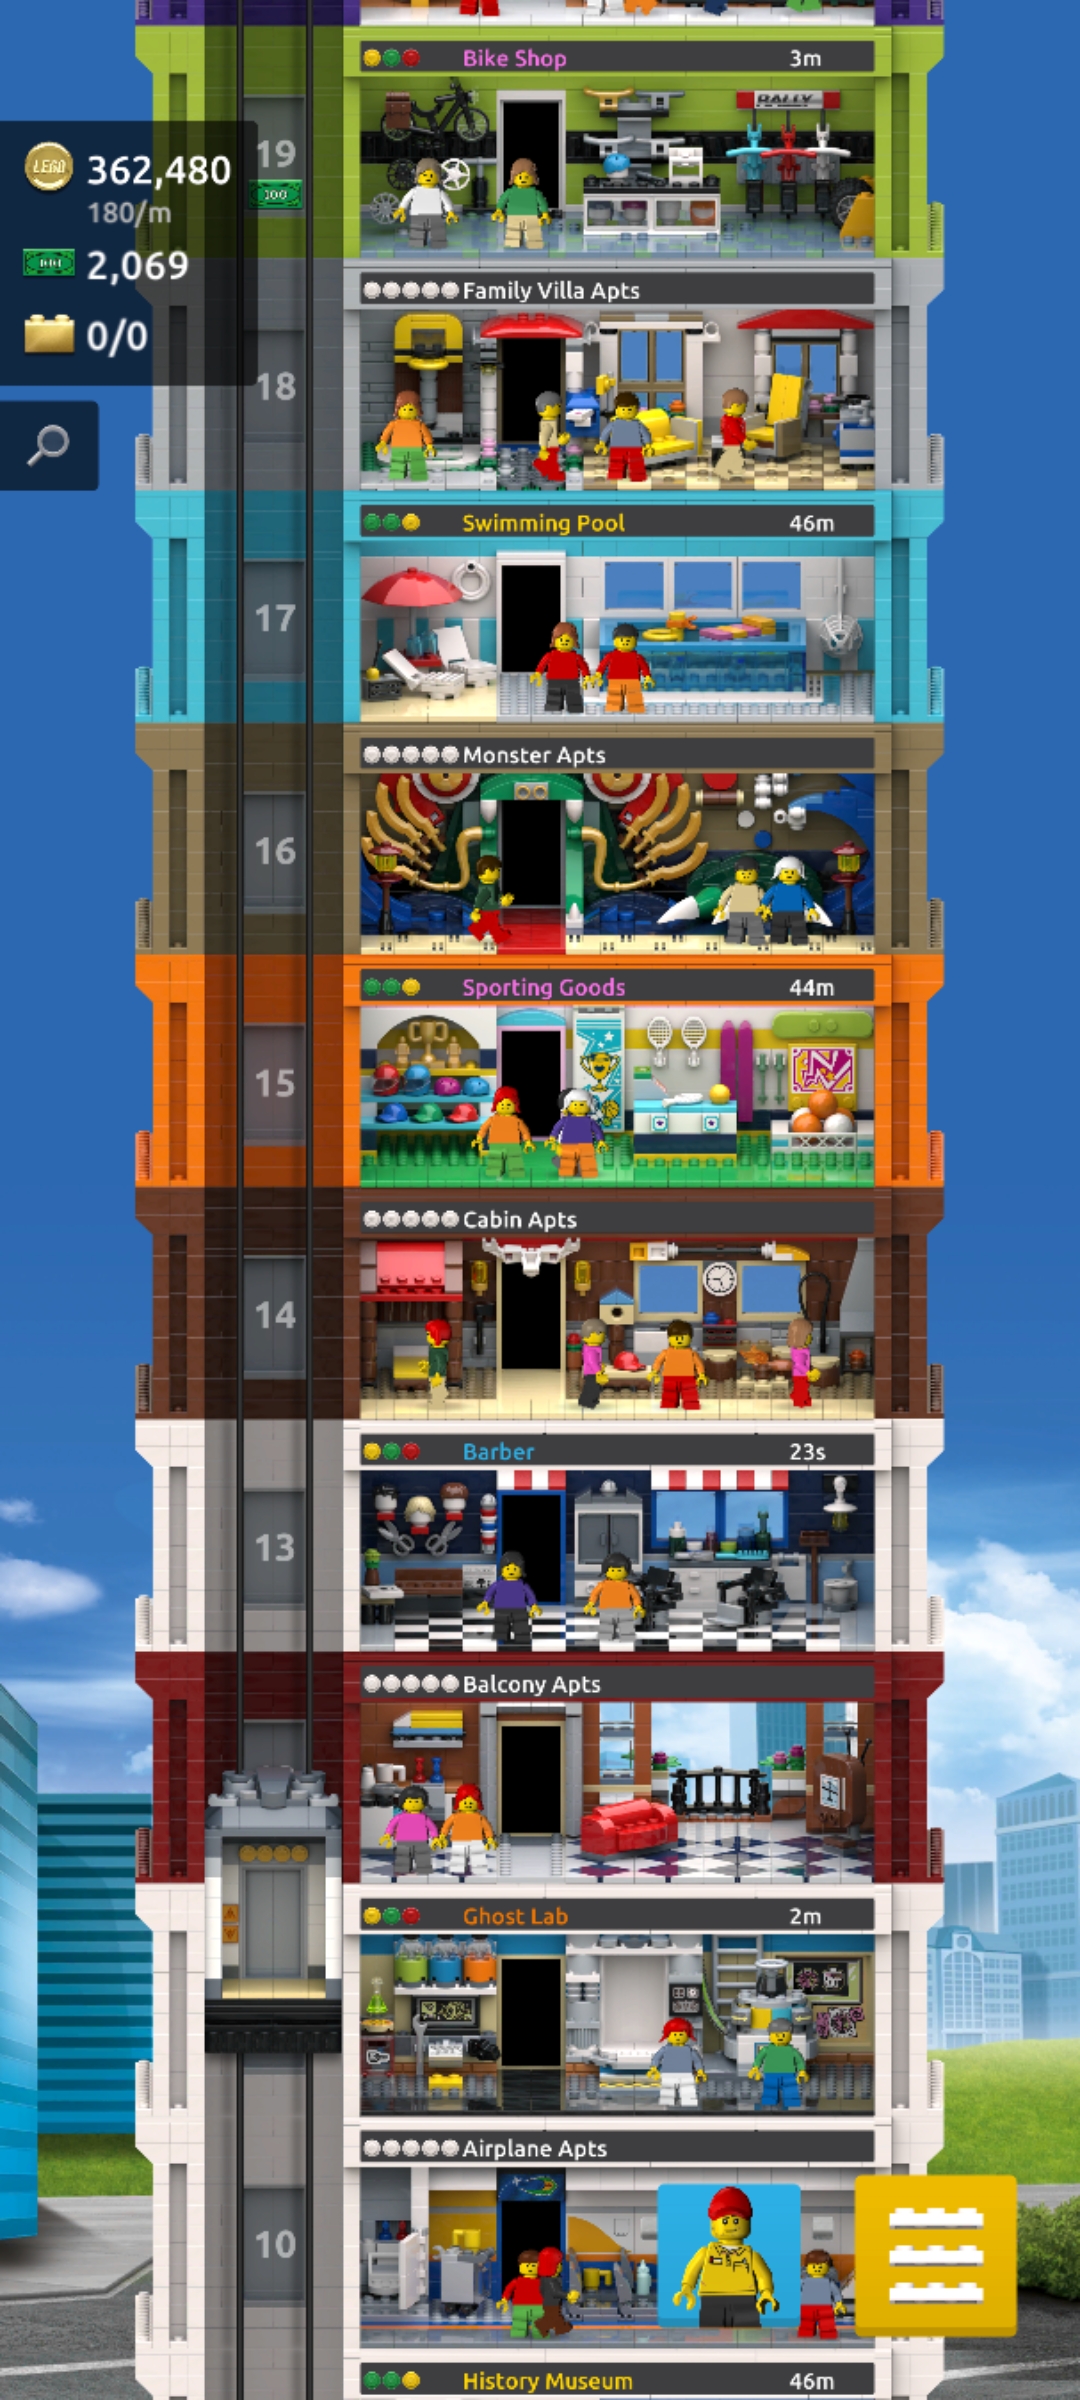 Bike Shop 3m
RALLY
19
LEGO 362,480
100
180/m
2,069
Family Villa Apts
0/0
18
Swimming Pool 46m
17
Monster Apts
16
Sporting Goods 44m
15
Cabin Apts
14
Barber 23s
13
Balcony Apts
Ghost Lab 2m
Airplane Apts
10
History Museum 46m